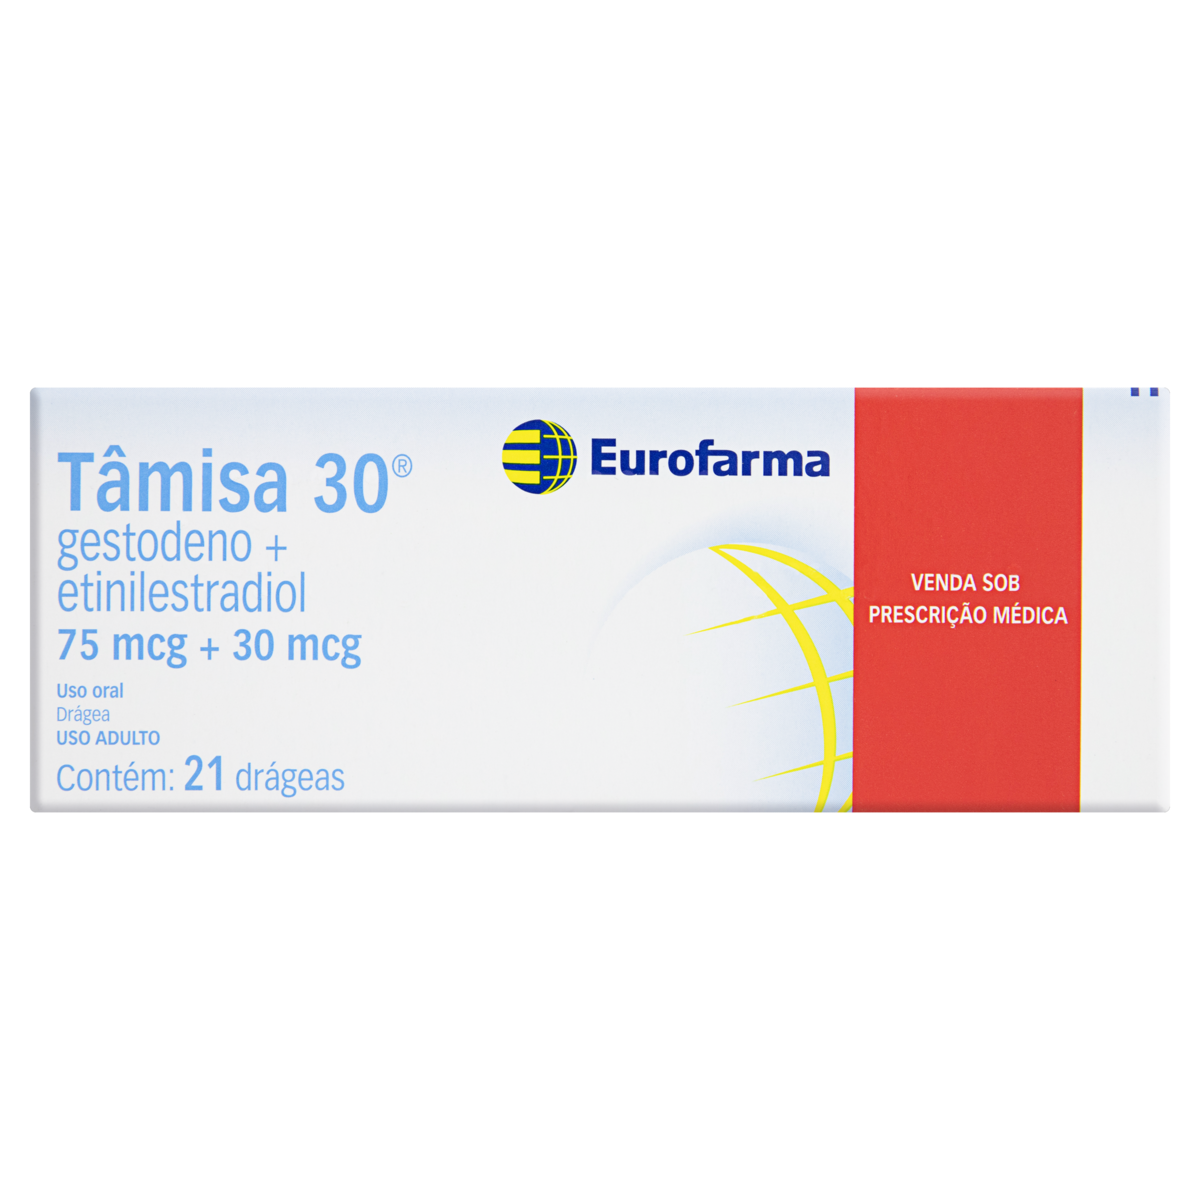 Tâmisa 30®
gestodeno +
etinilestradiol
75 mcg + 30 mcg
Uso oral
Drágea
USO ADULTO
Contém: 21 drágeas
Eurofarma
VENDA SOB
PRESCRIÇÃO MÉDICA